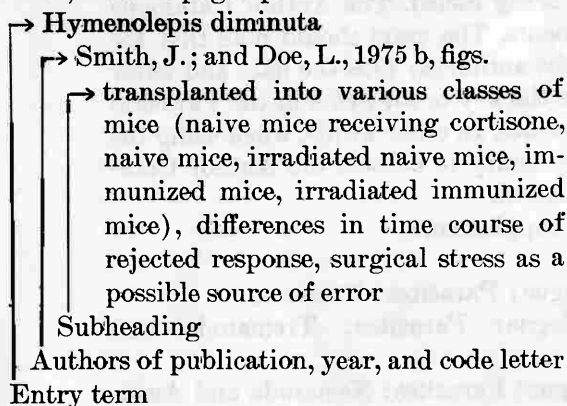 Hymenolepis diminuta
Smith, J.; and Doe, L., 1975 b, figs.
transplanted into various classes of
mice (naive mice receiving cortisone,
naive mice, irradiated naive mice, im-
munized mice, irradiated immunized
mice), differences in time course of
rejected response, surgical stress as a
possible source of error
Subheading
Authors of publication, year, and code letter
Entry term